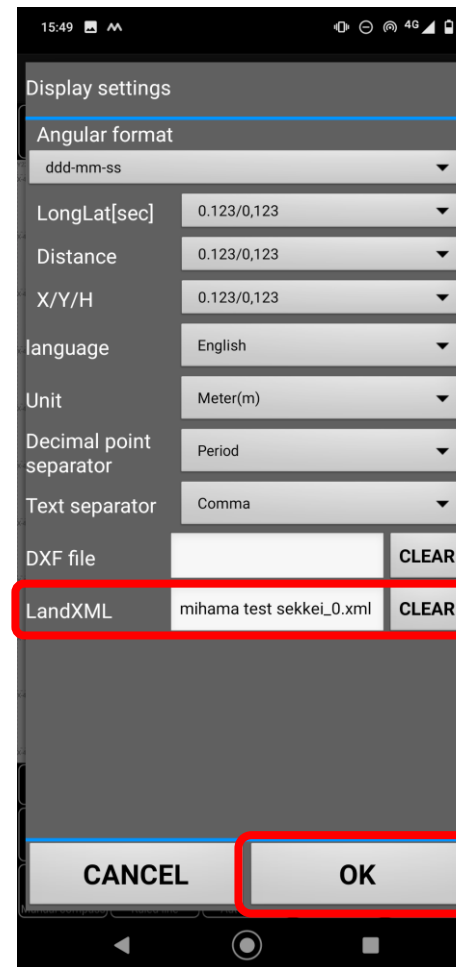 15:49 4G
Display settings
Angular format
ddd-mm-ss
LongLat[sec] 0.123/0,123
Distance 0.123/0,123
X/Y/H 0.123/0,123
language English
Unit Meter(m)
Decimal point
separator Period
Text separator Comma
DXF file CLEAR
LandXML mihama test sekkei_0.xml CLEAR
CANCEL OK